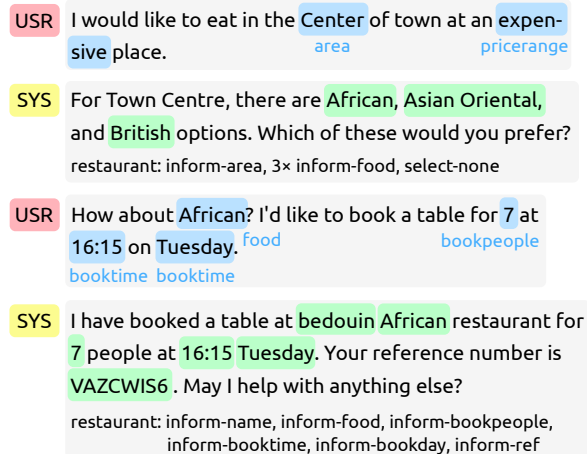 USR I would like to eat in the Center of town at an expen-
area pricerange
sive place.
SYS For Town Centre, there are African, Asian Oriental,
and British options. Which of these would you prefer?
restaurant: inform-area, 3× inform-food, select-none
USR How about African? I'd like to book a table for 7 at
food bookpeople
16:15 on Tuesday.
booktime booktime
SYS I have booked a table at bedouin African restaurant for
7 people at 16:15 Tuesday. Your reference number is
VAZCWIS6. May I help with anything else?
restaurant: inform-name, inform-food, inform-bookpeople,
inform-booktime, inform-bookday, inform-ref